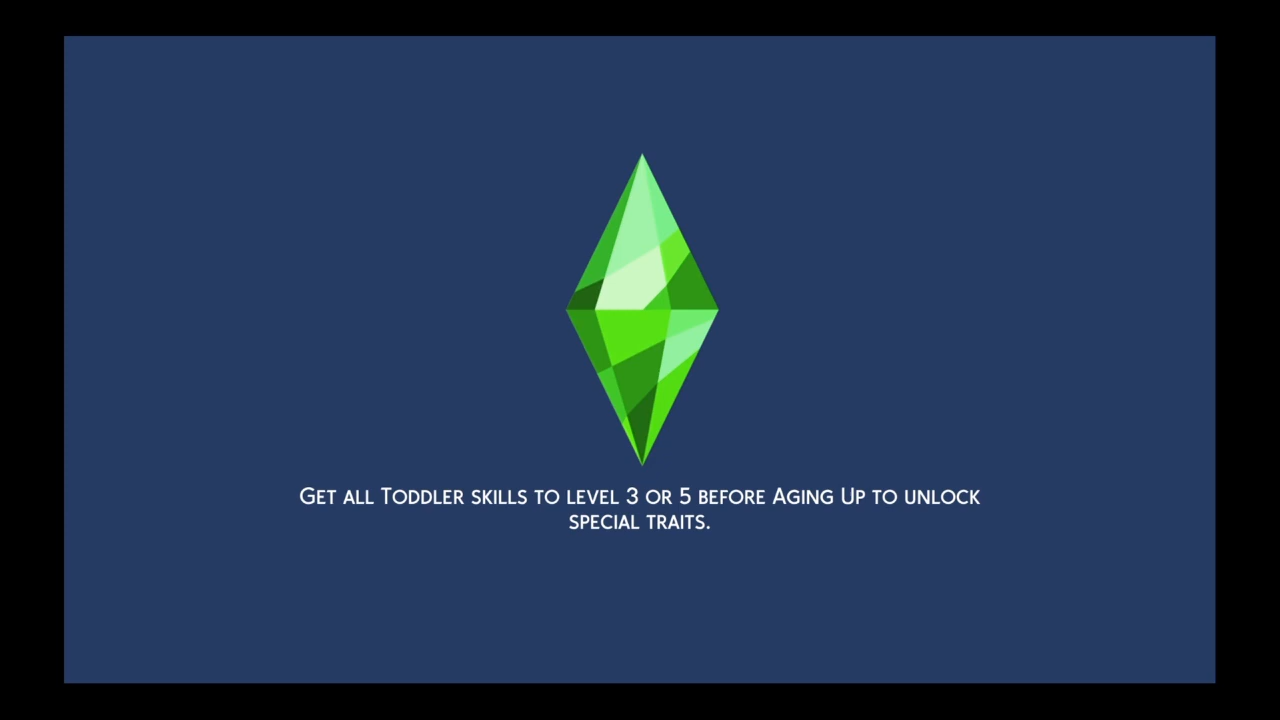 Get all Toddler skills to level 3 or 5 before Aging Up to unlock
special traits.